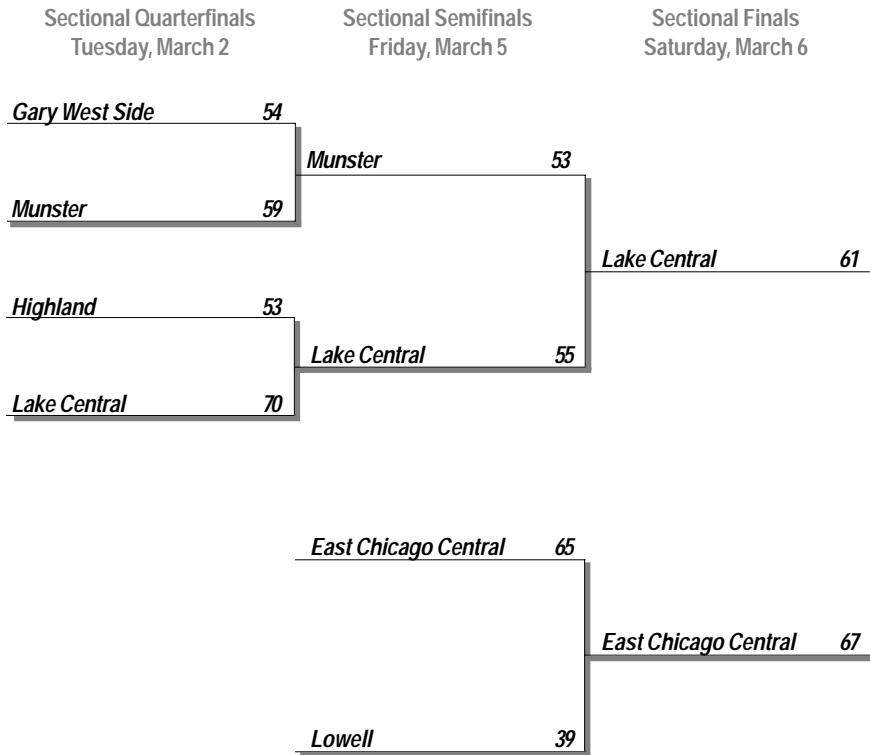 Sectional Quarterfinals
Tuesday, March 2
Sectional Semifinals
Friday, March 5
Sectional Finals
Saturday, March 6
Gary West Side 54
Munster 59
Highland 53
Lake Central 70
Munster 53
Lake Central 55
East Chicago Central 65
Lowell 39
Lake Central 61
East Chicago Central 67